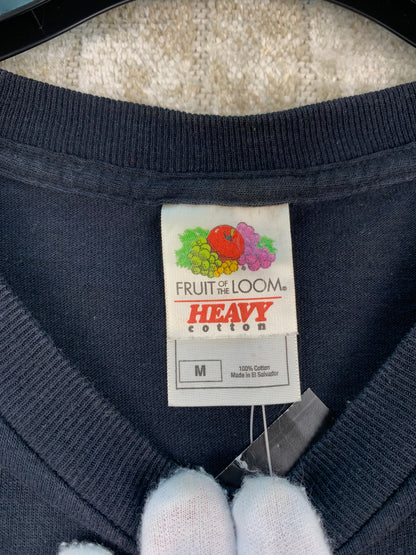 FRUIT OF THE LOOM®
HEAVY
cotton
M
100% Cotton
Made in El Salvador